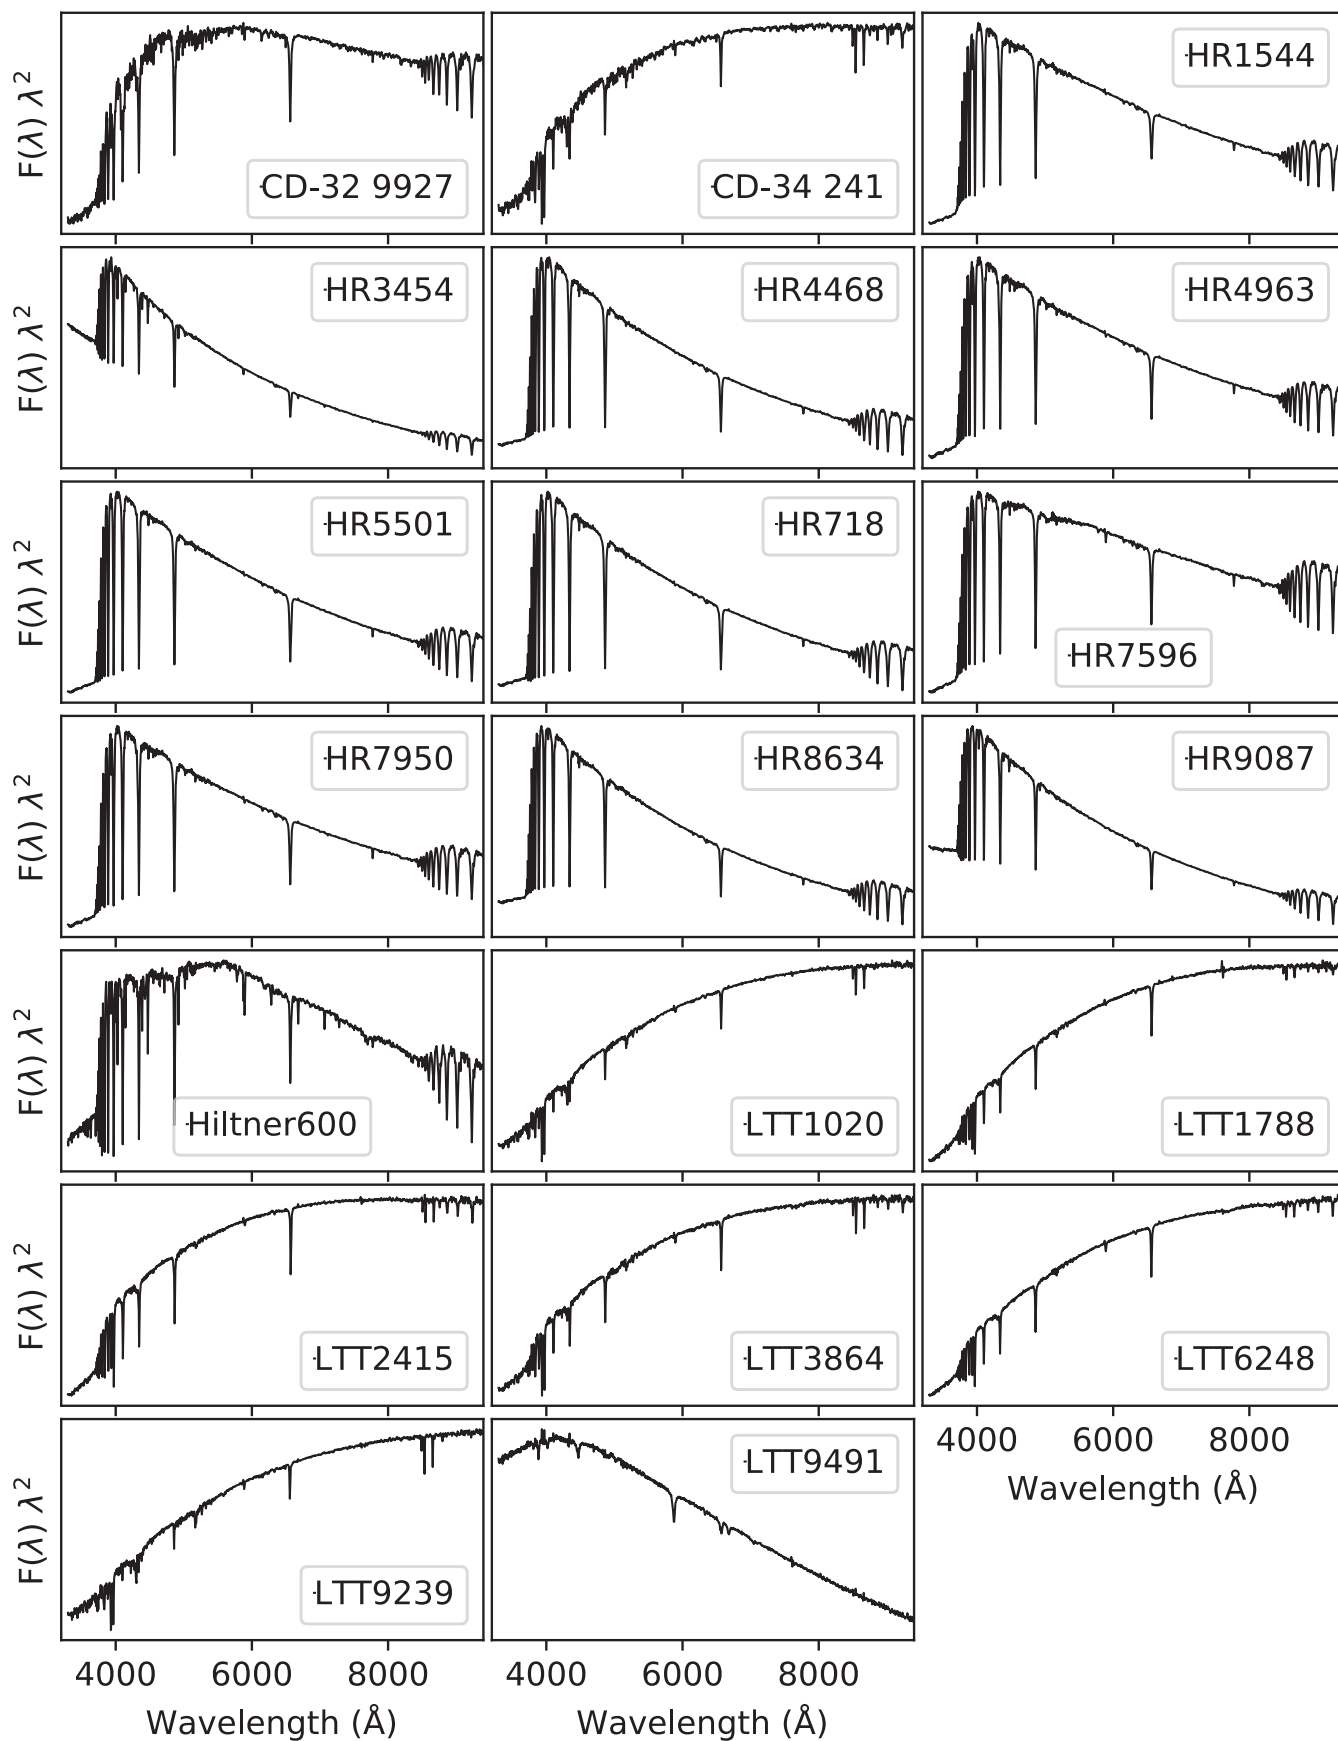 F(λ) λ²
CD-32 9927
CD-34 241
HR1544
F(λ) λ²
HR3454
HR4468
HR4963
F(λ) λ²
HR5501
HR718
HR7596
F(λ) λ²
HR7950
HR8634
HR9087
F(λ) λ²
Hiltner600
LTT1020
LTT1788
F(λ) λ²
LTT2415
LTT3864
LTT6248
F(λ) λ²
LTT9239
LTT9491
4000 6000 8000
Wavelength (Å)
4000 6000 8000
Wavelength (Å)
4000 6000 8000
Wavelength (Å)